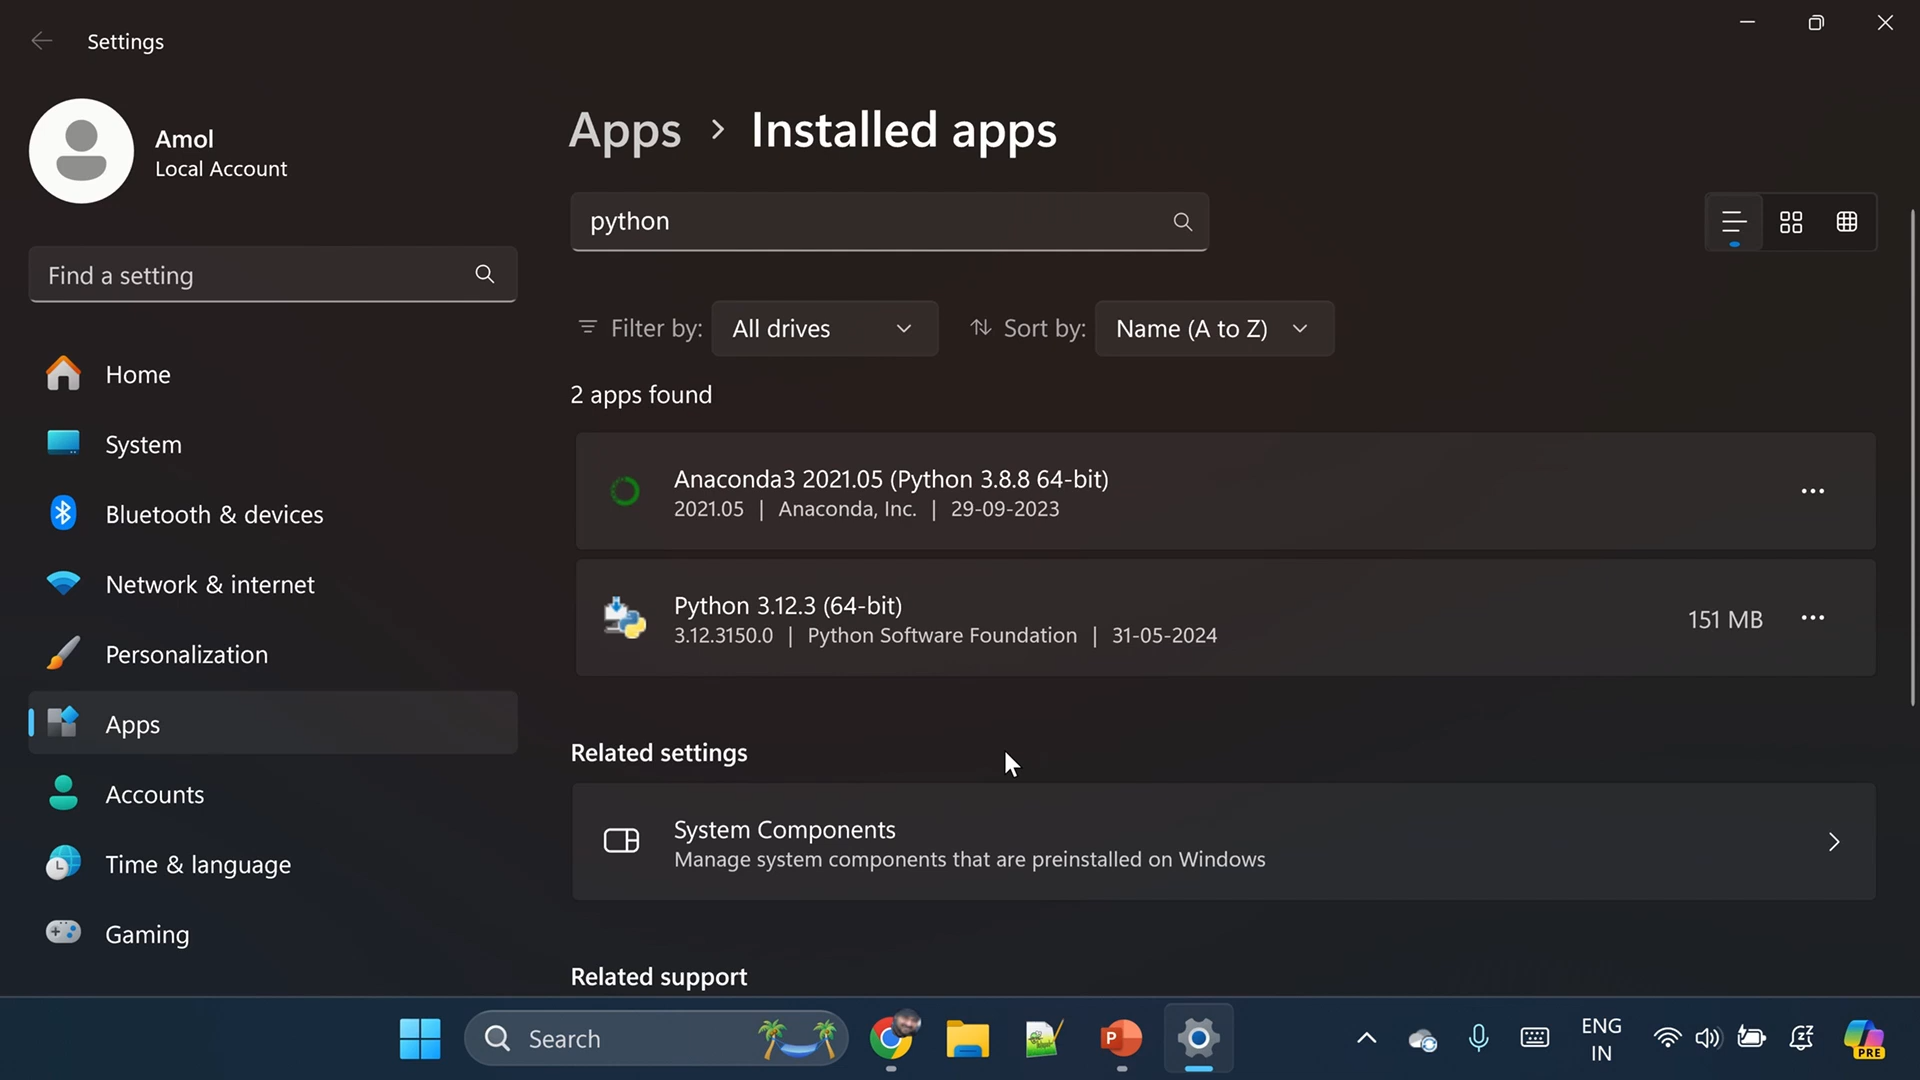 Settings
Amol
Local Account
Find a setting
Home
System
Bluetooth & devices
Network & internet
Personalization
Apps
Accounts
Time & language
Gaming
Apps > Installed apps
python
Filter by: All drives Sort by: Name (A to Z)
2 apps found
Anaconda3 2021.05 (Python 3.8.8 64-bit)
2021.05 | Anaconda, Inc. | 29-09-2023
Python 3.12.3 (64-bit)
3.12.3150.0 | Python Software Foundation | 31-05-2024
151 MB
Related settings
System Components
Manage system components that are preinstalled on Windows
Related support
Search
P
ENG
IN
PRE